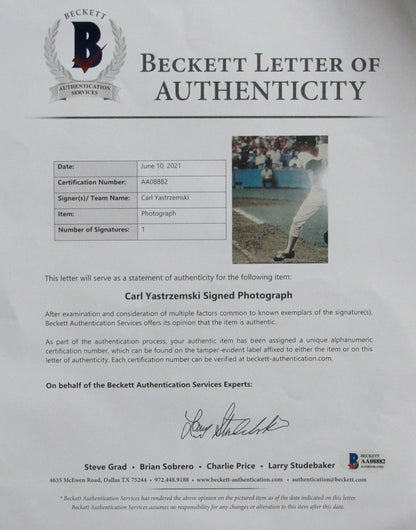 BECKETT
B
AUTHENTICATION
SERVICES
BECKETT LETTER OF
AUTHENTICITY
Date: June 10, 2021
Certification Number: AA08882
Signer(s)/ Team Name: Carl Yastrzemski
Item: Photograph
Number of Signatures: 1
This letter will serve as a statement of authenticity for the following item:
Carl Yastrzemski Signed Photograph
After examination and consideration of multiple factors common to known exemplars of the signature(s),
Beckett Authentication Services offers its opinion that the item is authentic.
As part of the authentication process, your authentic item has been assigned a unique alphanumeric
certification number, which can be found on the tamper-evident label affixed to either the item or on this
letter of authenticity. Each certification number can be verified at beckett-authentication.com.
On behalf of the Beckett Authentication Services Experts:
Larry Studebaker
Steve Grad • Brian Sobrero • Charlie Price • Larry Studebaker
4635 McEwen Road, Dallas TX 75244 • 972.448.9188 • www.beckett-authentication.com • authentication@beckett.com
B BECKETT
AA08882
* Beckett Authentication Services has rendered the above opinion on the pictured item as of the date indicated on this letter.
Beckett Authentication Services assumes no responsibility for any changes or alteration to this item after this date.